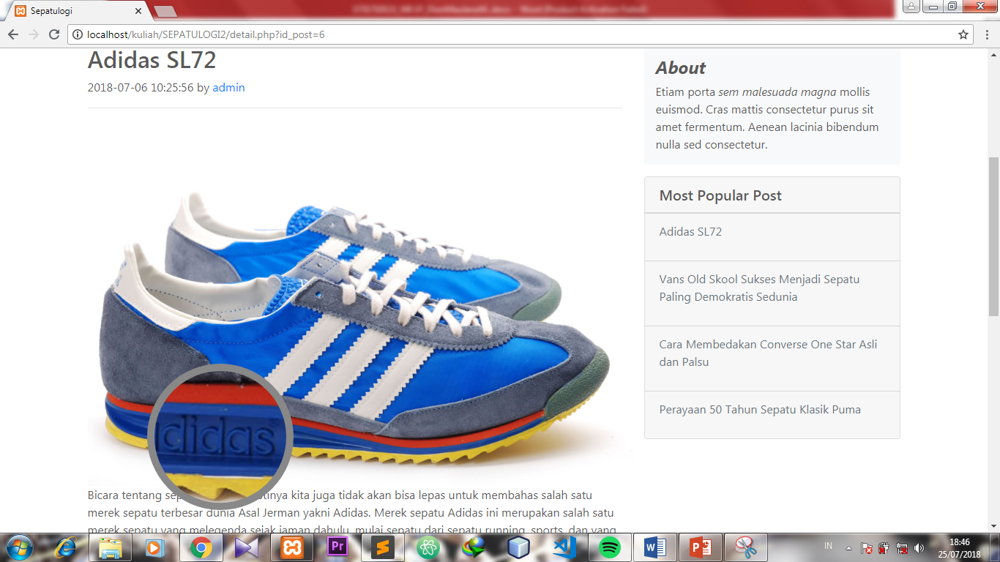 Sepatulogi
localhost/kuliah/SEPATULOGI2/detail.php?id_post=6
Adidas SL72
2018-07-06 10:25:56 by admin
adidas
Bicara tentang
kita juga tidak akan bisa lepas untuk membahas salah satu
merek sepatu terbesar dunia Asal Jerman yakni Adidas. Merek sepatu Adidas ini merupakan salah satu
merek sepatu yang melegenda sejak jaman dahulu, mulai sepatu dari sepatu running, sports, dan yang
About
Etiam porta sem malesuada magna mollis
euismod. Cras mattis consectetur purus sit
amet fermentum. Aenean lacinia bibendum
nulla sed consectetur.
Most Popular Post
Adidas SL72
Vans Old Skool Sukses Menjadi Sepatu
Paling Demokratis Sedunia
Cara Membedakan Converse One Star Asli
dan Palsu
Perayaan 50 Tahun Sepatu Klasik Puma
Pr
IN
18:46
25/07/2018